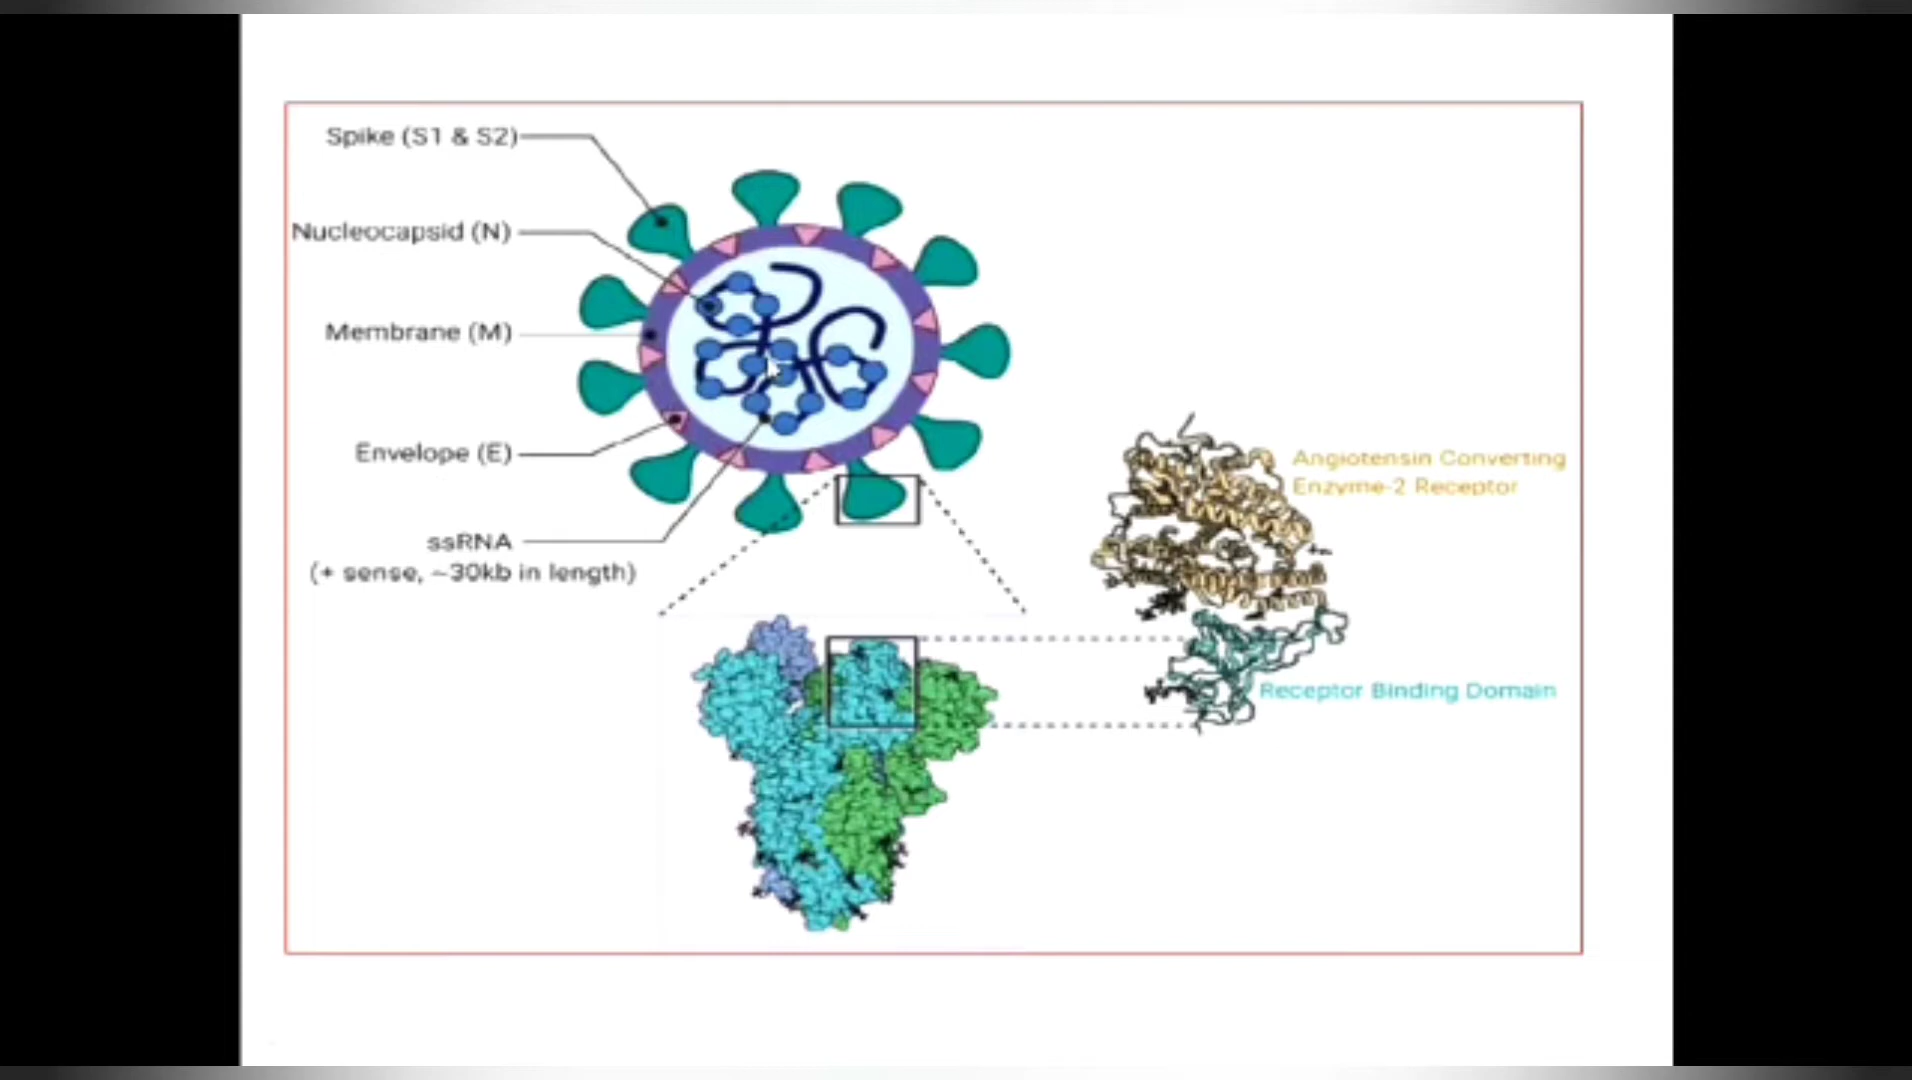 Spike (S1 & S2)
Nucleocapsid (N)
Membrane (M)
Envelope (E)
ssRNA
(+ sense, ~30kb in length)
Angiotensin Converting
Enzyme-2 Receptor
Receptor Binding Domain